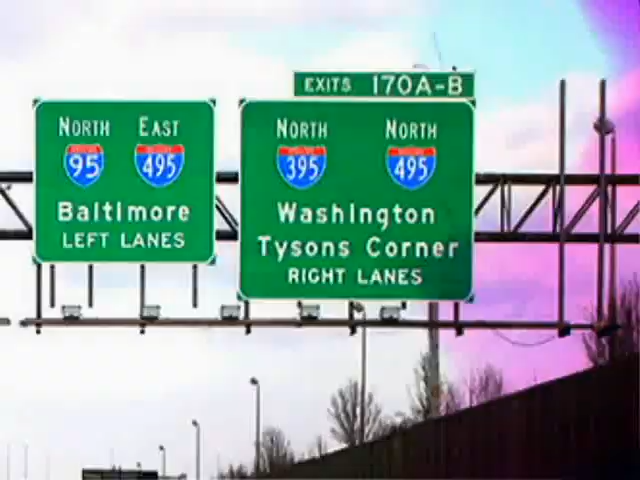 NORTH EAST
95 495
Baltimore
LEFT LANES
EXITS 170A-B
NORTH NORTH
395 495
Washington
Tysons Corner
RIGHT LANES